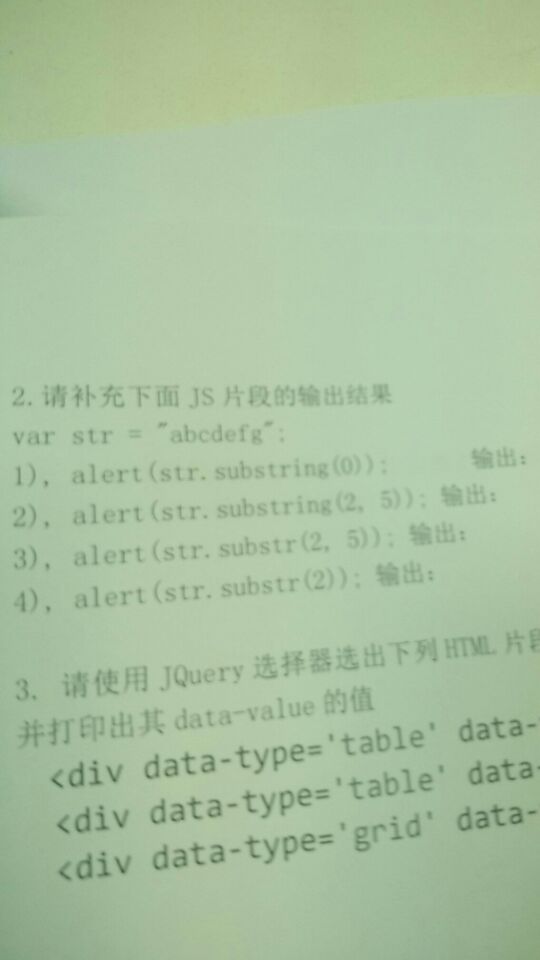 2. 请补充下面 JS 片段的输出结果
var str = "abcdefg";
1), alert(str.substring(0)); 输出:
2), alert(str.substring(2, 5)); 输出:
3), alert(str.substr(2, 5)); 输出:
4), alert(str.substr(2)); 输出:
3. 请使用 JQuery 选择器选出下列 HTML 片段
并打印出其 data-value 的值
<div data-type='table' data-
<div data-type='table' data-
<div data-type='grid' data-